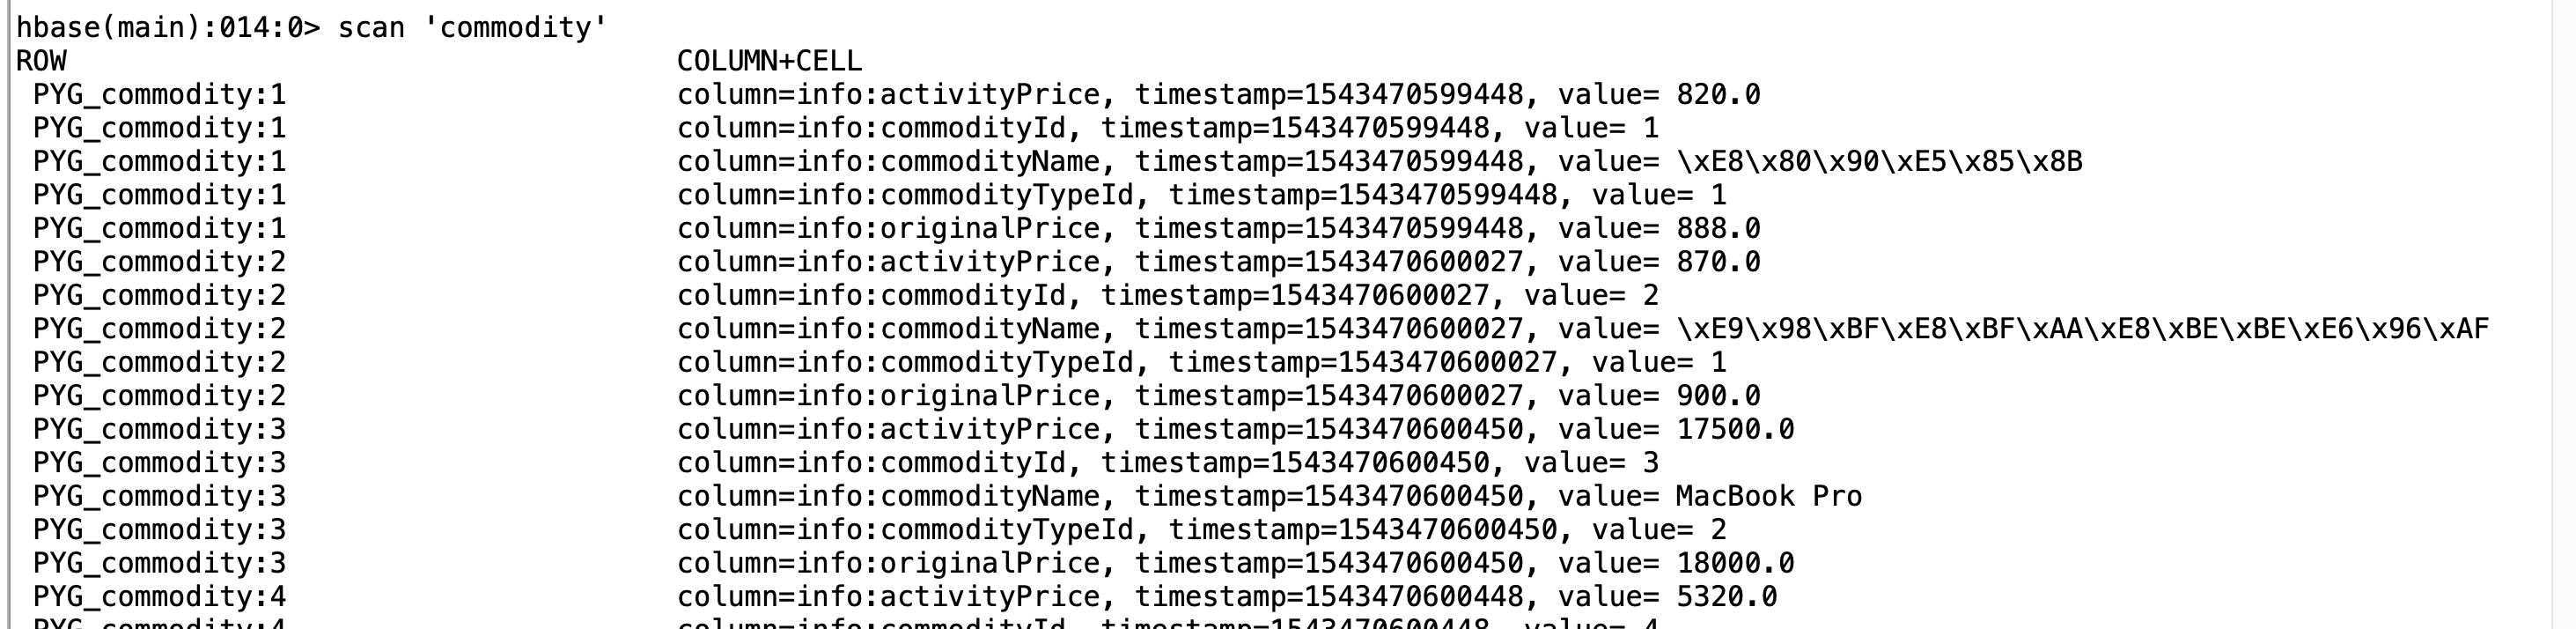 hbase(main):014:0> scan 'commodity'
ROW COLUMN+CELL
PYG_commodity:1 column=info:activityPrice, timestamp=1543470599448, value= 820.0
PYG_commodity:1 column=info:commodityId, timestamp=1543470599448, value= 1
PYG_commodity:1 column=info:commodityName, timestamp=1543470599448, value= \xE8\x80\x90\xE5\x85\x8B
PYG_commodity:1 column=info:commodityTypeId, timestamp=1543470599448, value= 1
PYG_commodity:1 column=info:originalPrice, timestamp=1543470599448, value= 888.0
PYG_commodity:2 column=info:activityPrice, timestamp=1543470600027, value= 870.0
PYG_commodity:2 column=info:commodityId, timestamp=1543470600027, value= 2
PYG_commodity:2 column=info:commodityName, timestamp=1543470600027, value= \xE9\x98\xBF\xE8\xBF\xAA\xE8\xBE\xBE\xE6\x96\xAF
PYG_commodity:2 column=info:commodityTypeId, timestamp=1543470600027, value= 1
PYG_commodity:2 column=info:originalPrice, timestamp=1543470600027, value= 900.0
PYG_commodity:3 column=info:activityPrice, timestamp=1543470600450, value= 17500.0
PYG_commodity:3 column=info:commodityId, timestamp=1543470600450, value= 3
PYG_commodity:3 column=info:commodityName, timestamp=1543470600450, value= MacBook Pro
PYG_commodity:3 column=info:commodityTypeId, timestamp=1543470600450, value= 2
PYG_commodity:3 column=info:originalPrice, timestamp=1543470600450, value= 18000.0
PYG_commodity:4 column=info:activityPrice, timestamp=1543470600448, value= 5320.0
PYG_commodity:4 column=info:commodityId, timestamp=1543470600448, value= 4